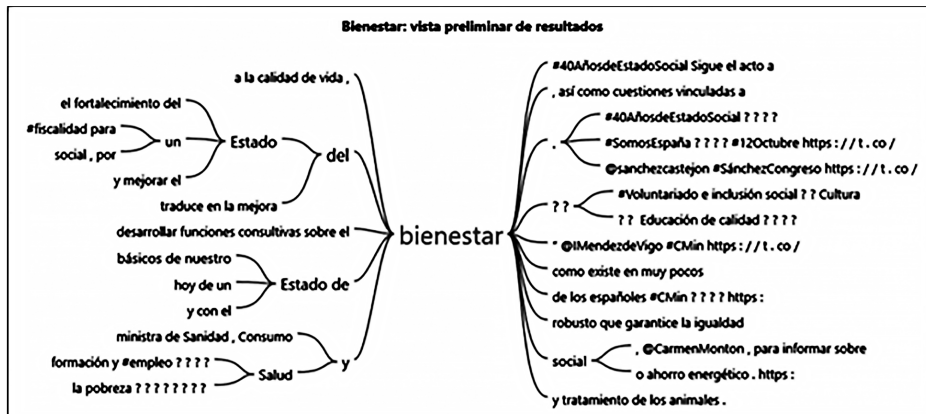 Bienestar: vista preliminar de resultados
a la calidad de vida ,
el fortalecimiento del
#fiscalidad para
social , por
un
y mejorar el
Estado
traduce en la mejora
del
desarrollar funciones consultivas sobre el
básicos de nuestro
hoy de un
y con el
Estado de
ministra de Sanidad , Consumo
formación y #empleo ? ? ? ?
la pobreza ? ? ? ? ? ? ? ?
Salud
y
bienestar
#40AñosdeEstadoSocial Sigue el acto a
, así como cuestiones vinculadas a
.
#40AñosdeEstadoSocial ? ? ? ?
#SomosEspaña ? ? ? ? #12Octubre https : / / t . co /
@sanchezcastejon #SánchezCongreso https : / / t . co /
? ?
#Voluntariado e inclusión social ? ? Cultura
? ? Educación de calidad ? ? ? ?
" @IMendezdeVigo #CMin https : / / t . co /
como existe en muy pocos
de los españoles #CMin ? ? ? ? https :
robusto que garantice la igualdad
social
, @CarmenMonton , para informar sobre
o ahorro energético . https :
y tratamiento de los animales .